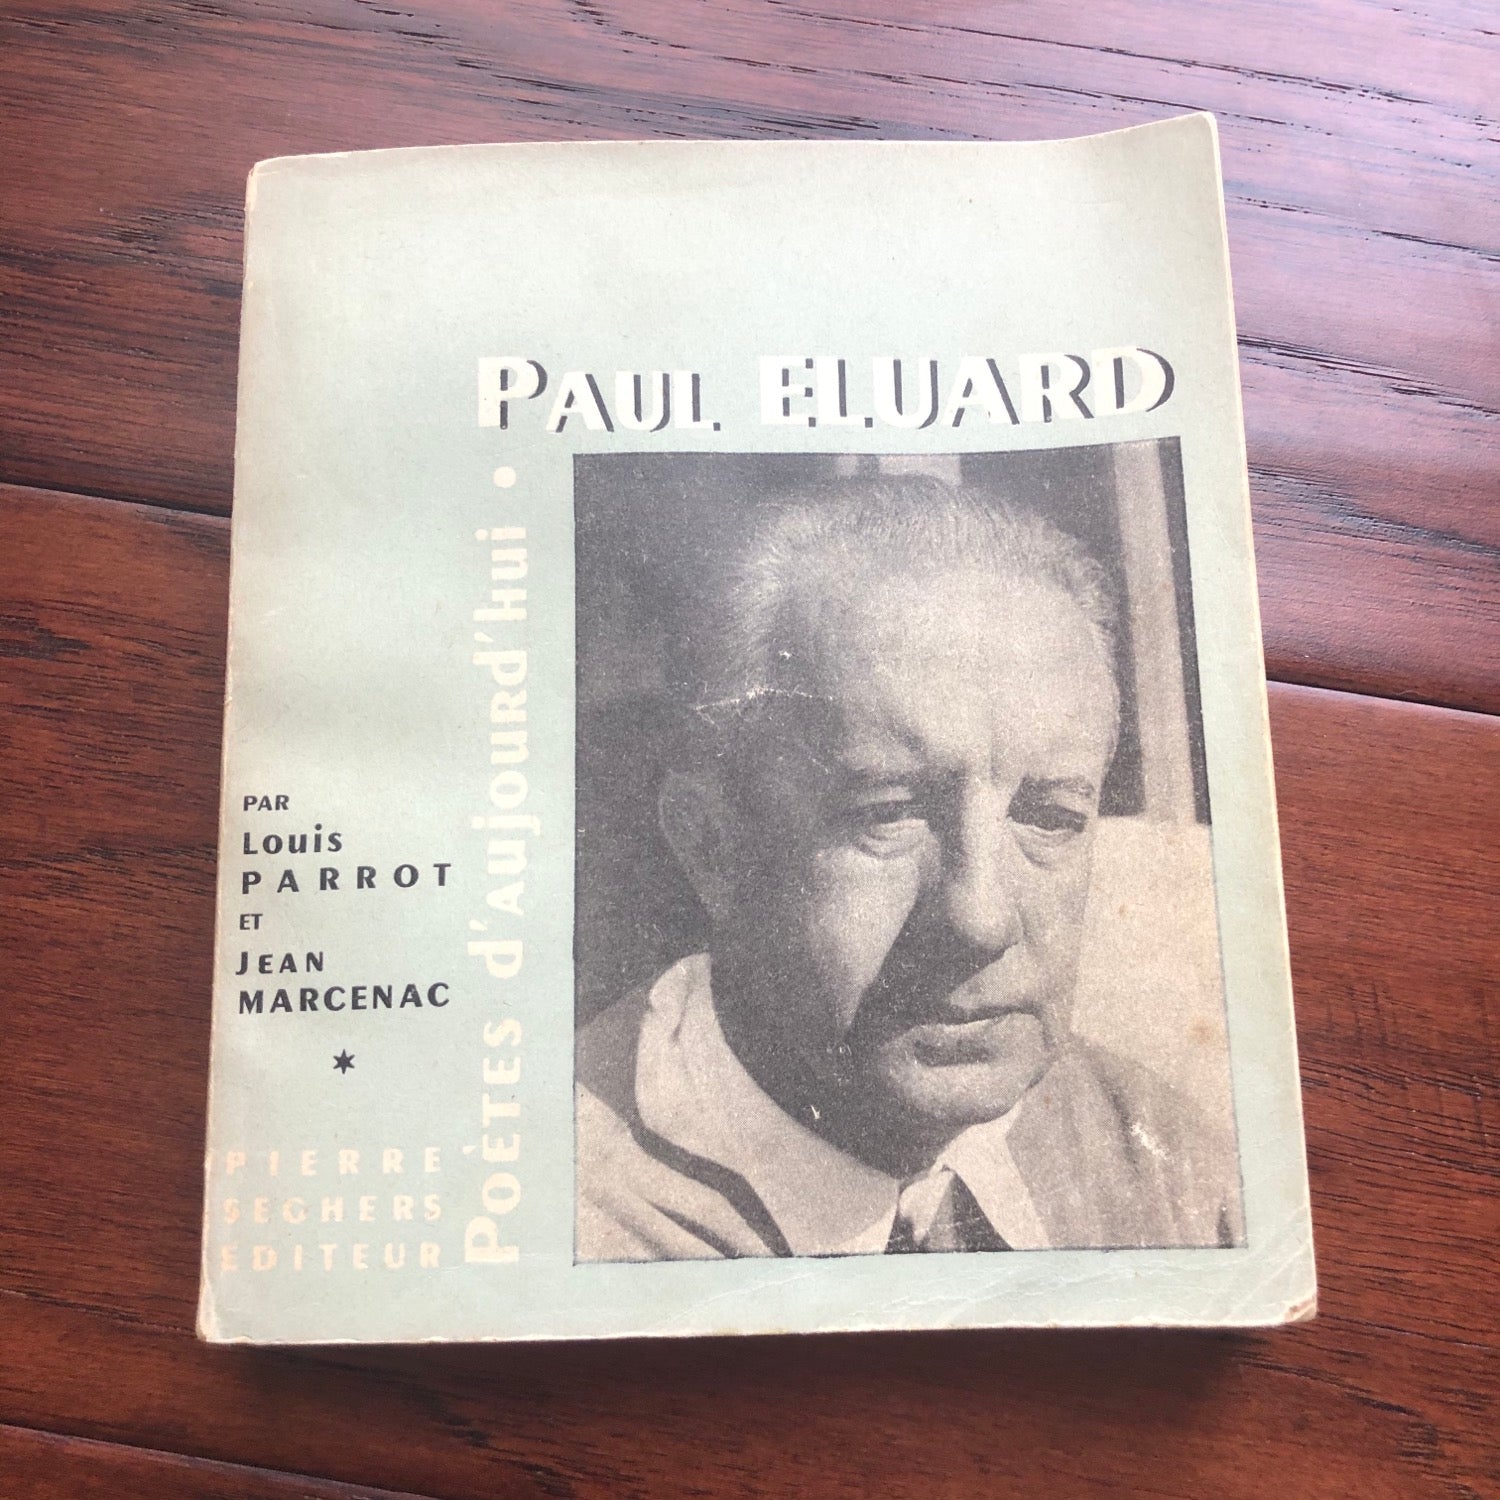 PAUL ELUARD
POÈTES d'AUJOURd'hui •
PAR
Louis
PARROT
ET
JEAN
MARCENAC
PIERRE
SEGHERS
EDITEUR